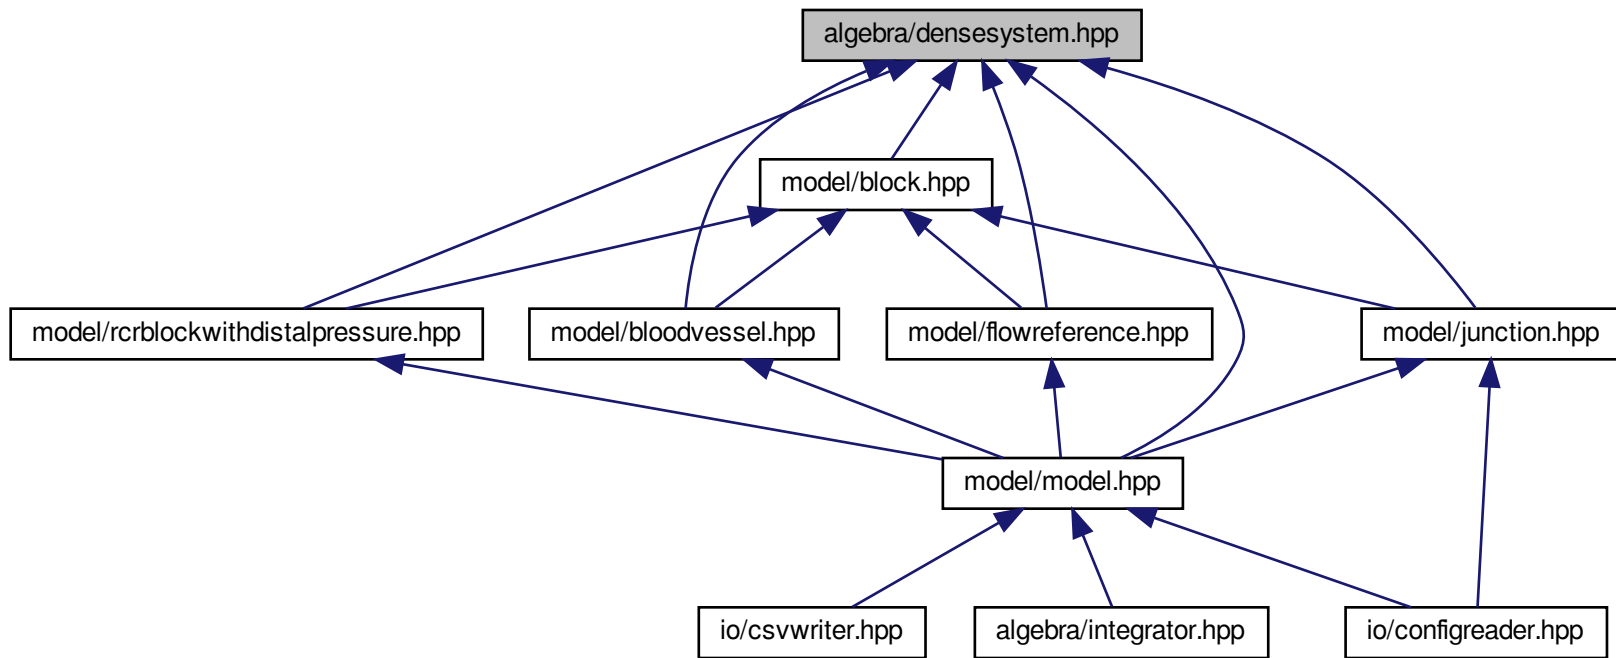 algebra/densesystem.hpp
model/block.hpp
model/rcrblockwithdistalpressure.hpp
model/bloodvessel.hpp
model/flowreference.hpp
model/junction.hpp
model/model.hpp
io/csvwriter.hpp
algebra/integrator.hpp
io/configreader.hpp